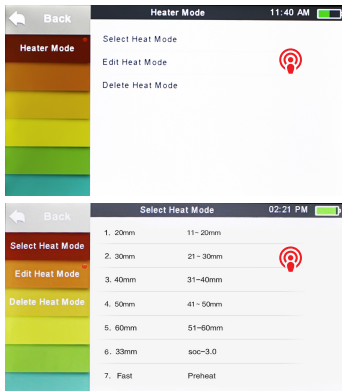 Back
Heater Mode
11:40 AM
Heater Mode
Select Heat Mode
Edit Heat Mode
Delete Heat Mode
Back
Select Heat Mode
02:21 PM
Select Heat Mode
Edit Heat Mode
Delete Heat Mode
1. 20mm 11~20mm
2. 30mm 21~30mm
3. 40mm 31~40mm
4. 50mm 41~50mm
5. 60mm 51~60mm
6. 33mm soc-3.0
7. Fast Preheat